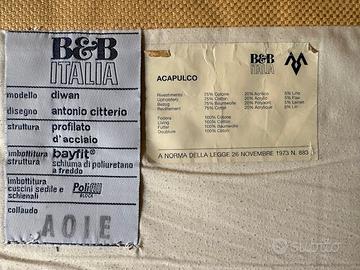 B&B
ITALIA
modello diwan
disegno antonio citterio
struttura profilato
d'acciaio
imbottitura bayfit®
struttura schiuma di poliuretano
a freddo
imbottitura
cuscini sedile e
schienali
BLOCK
collaudo
AOIE
B&B
ITALIA
ACAPULCO
Rivestimento 75% Cotone 20% Acrilico 5% Lino
Upholstery 75% Cotton 20% Acrylic 5% Flax
Bezug 75% Baumwolle 20% Polyacryl 5% Leinen
Revêtement 75% Coton 20% Acrylique 5% Lin
Fodera 100% Cotone
Lining 100% Cotton
Futter 100% Baumwolle
Doublure 100% Coton
A NORMA DELLA LEGGE 26 NOVEMBRE 1973 N. 883
subito